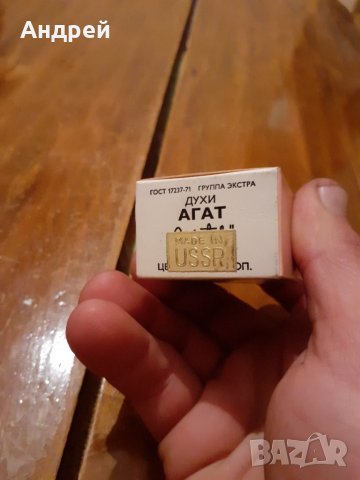 Андрей
ГОСТ 17237-71 ГРУППА ЭКСТРА
ДУХИ
АГАТ
MADE IN
USSR
BAZAR